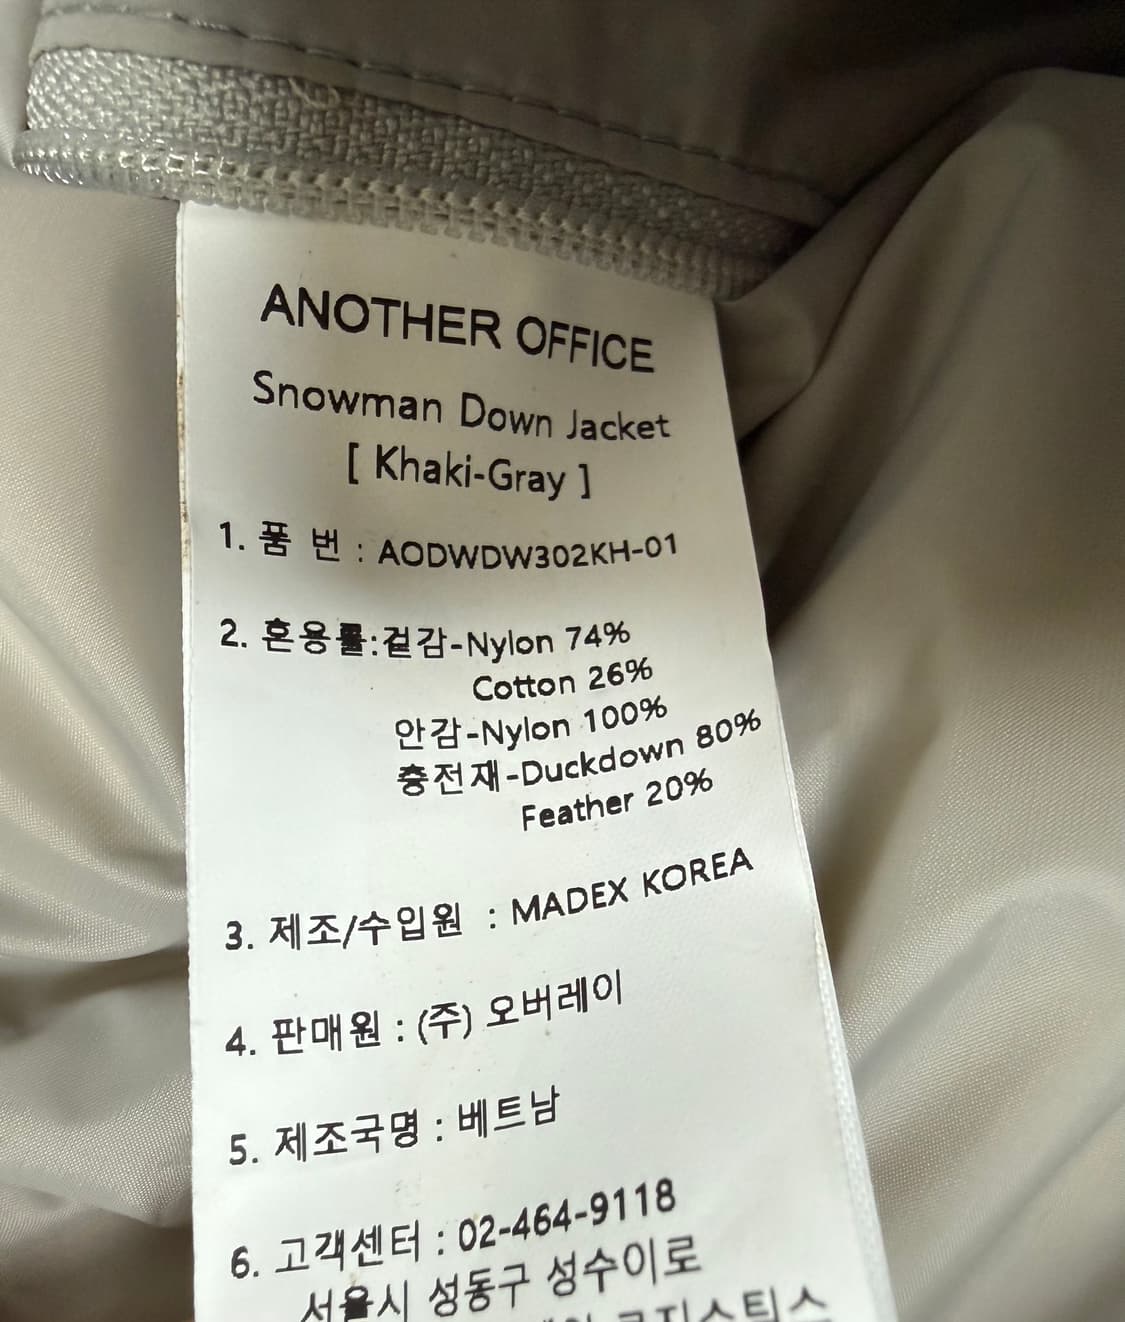 ANOTHER OFFICE
Snowman Down Jacket
[ Khaki-Gray ]
1. 품 번 : AODWDW302KH-01
2. 혼용률:겉감-Nylon 74%
Cotton 26%
안감-Nylon 100%
충전재-Duckdown 80%
Feather 20%
3. 제조/수입원 : MADEX KOREA
4. 판매원 : (주) 오버레이
5. 제조국명 : 베트남
6. 고객센터 : 02-464-9118
서울시 성동구 성수이로